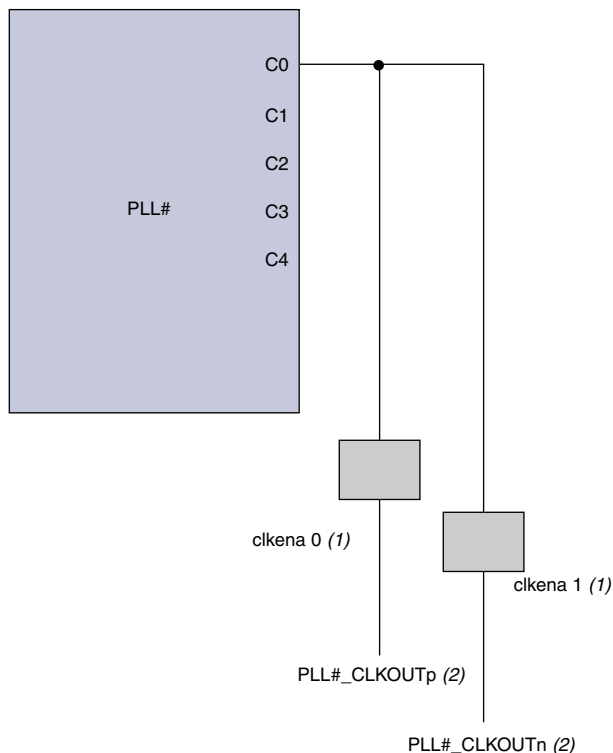 C0
C1
C2
PLL#
C3
C4
clkena 0 (1)
clkena 1 (1)
PLL#_CLKOUTp (2)
PLL#_CLKOUTn (2)